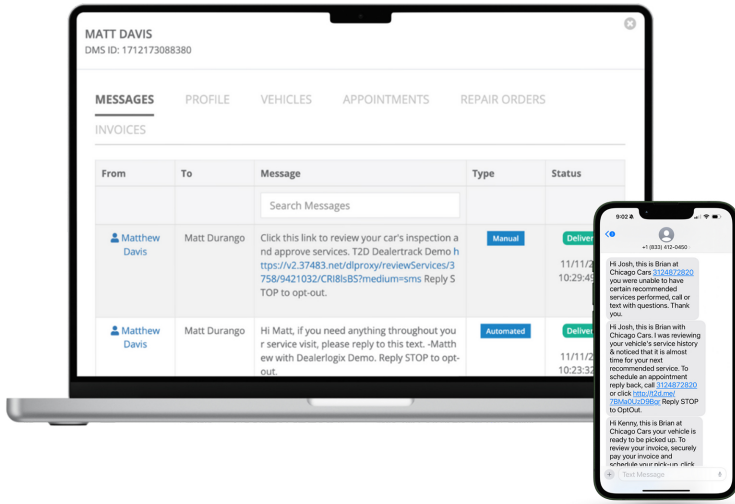 MATT DAVIS
DMS ID: 1712173088380
MESSAGES PROFILE VEHICLES APPOINTMENTS REPAIR ORDERS
INVOICES
From To Message Type Status
Search Messages
Matthew
Davis
Matt Durango
Click this link to review your car's inspection a
nd approve services. T2D Dealertrack Demo h
ttps://v2.37483.net/dlproxy/reviewServices/3
758/9421032/CRI8lsBS?medium=sms Reply S
TOP to opt-out.
Manual
Deliver
11/11/2
10:29:49
Matthew
Davis
Matt Durango
Hi Matt, if you need anything throughout you
r service visit, please reply to this text. -Matth
ew with Dealerlogix Demo. Reply STOP to opt-
out.
Automated
Deliver
11/11/2
10:23:32
9:02
+1 (833) 412-0450
Hi Josh, this is Brian at
Chicago Cars 3124872820
you were unable to have
certain recommended
services performed, call or
text with questions. Thank
you.
Hi Josh, this is Brian with
Chicago Cars. I was reviewing
your vehicle's service history
& noticed that it is almost
time for your next
recommended service. To
schedule an appointment
reply back, call 3124872820
or click http://t2d.me/
7BMa0UzD9Bor Reply STOP
to OptOut.
Hi Kenny, this is Brian at
Chicago Cars your vehicle is
ready to be picked up. To
review your invoice, securely
pay your invoice and
schedule your pick-up, click
Text Message